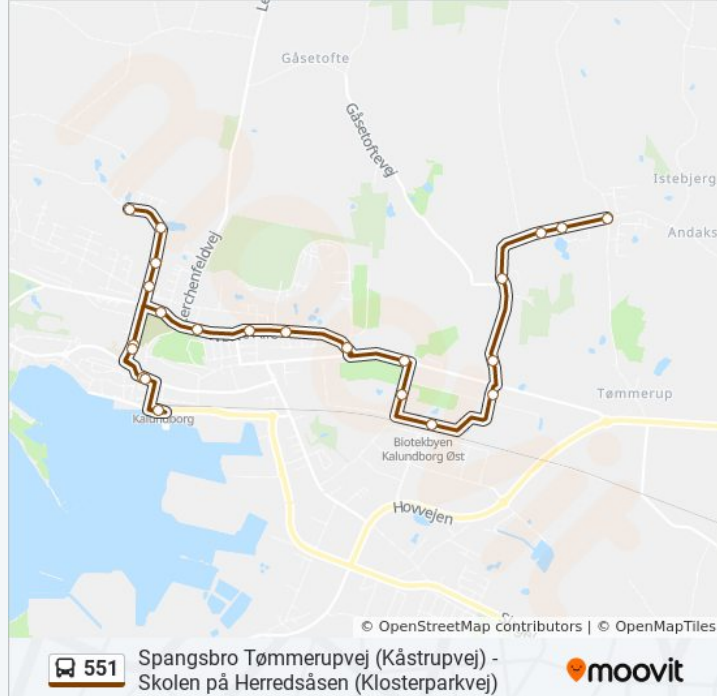 Gåsetofte
Gåsetoftevej
Istebjerg
Andaks
erchenfeldvej
Tømmerup
Kalundborg
Biotekbyen
Kalundborg Øst
Hovvejen
© OpenStreetMap contributors | © OpenMapTiles
551
Spangsbro Tømmerupvej (Kåstrupvej) -
Skolen på Herredsåsen (Klosterparkvej)
moovit